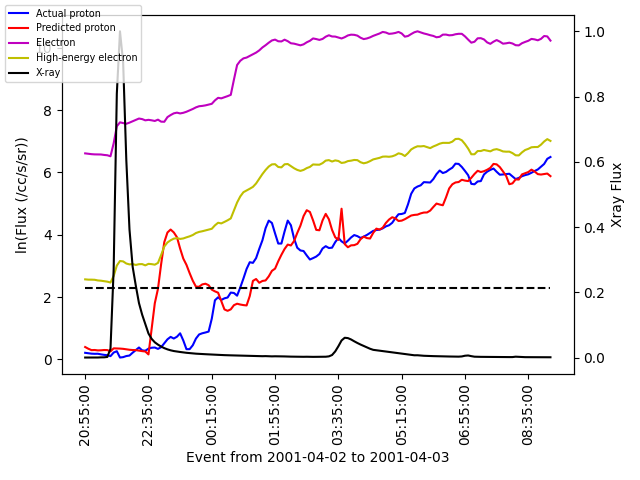 Actual proton
Predicted proton
Electron
High-energy electron
X-ray
10
8
6
4
2
0
ln(Flux (/cc/s/sr))
1.0
0.8
0.6
0.4
0.2
0.0
Xray Flux
20:55:00
22:35:00
00:15:00
01:55:00
03:35:00
05:15:00
06:55:00
08:35:00
Event from 2001-04-02 to 2001-04-03